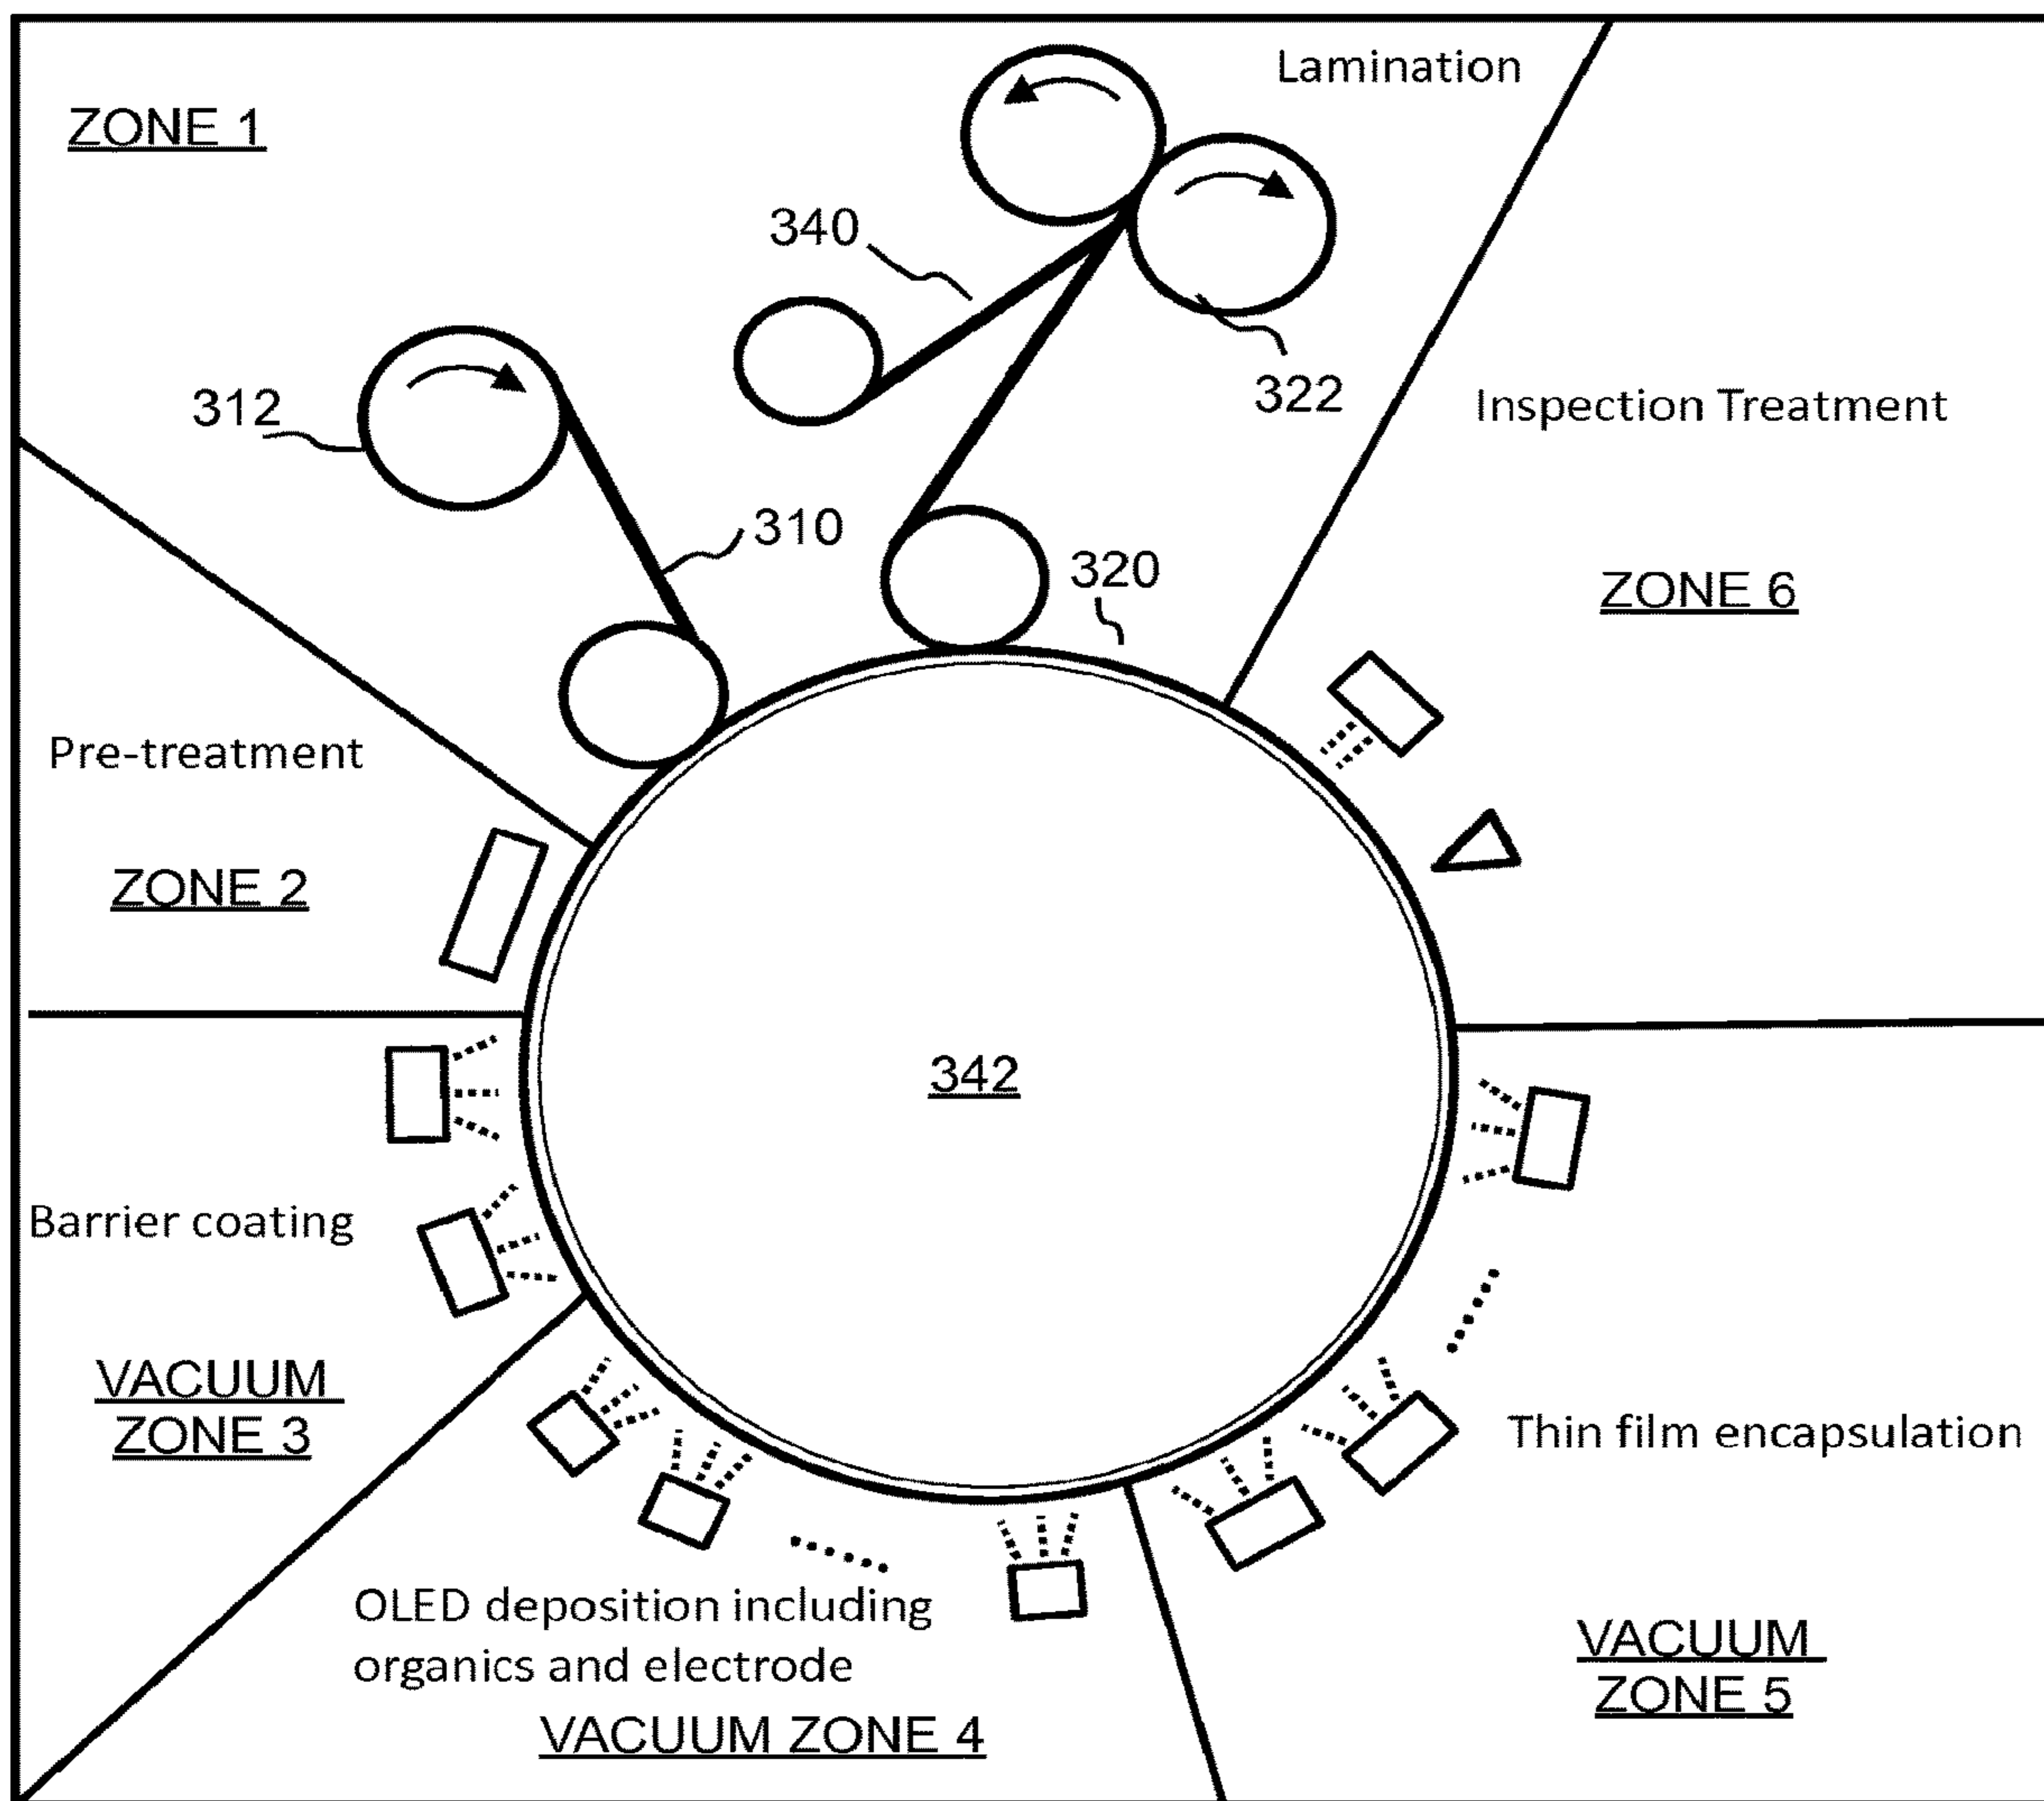 Lamination
ZONE 1
340
312
322
Inspection Treatment
310
320
ZONE 6
Pre-treatment
ZONE 2
342
Barrier coating
VACUUM
ZONE 3
Thin film encapsulation
OLED deposition including
organics and electrode
VACUUM ZONE 4
VACUUM
ZONE 5